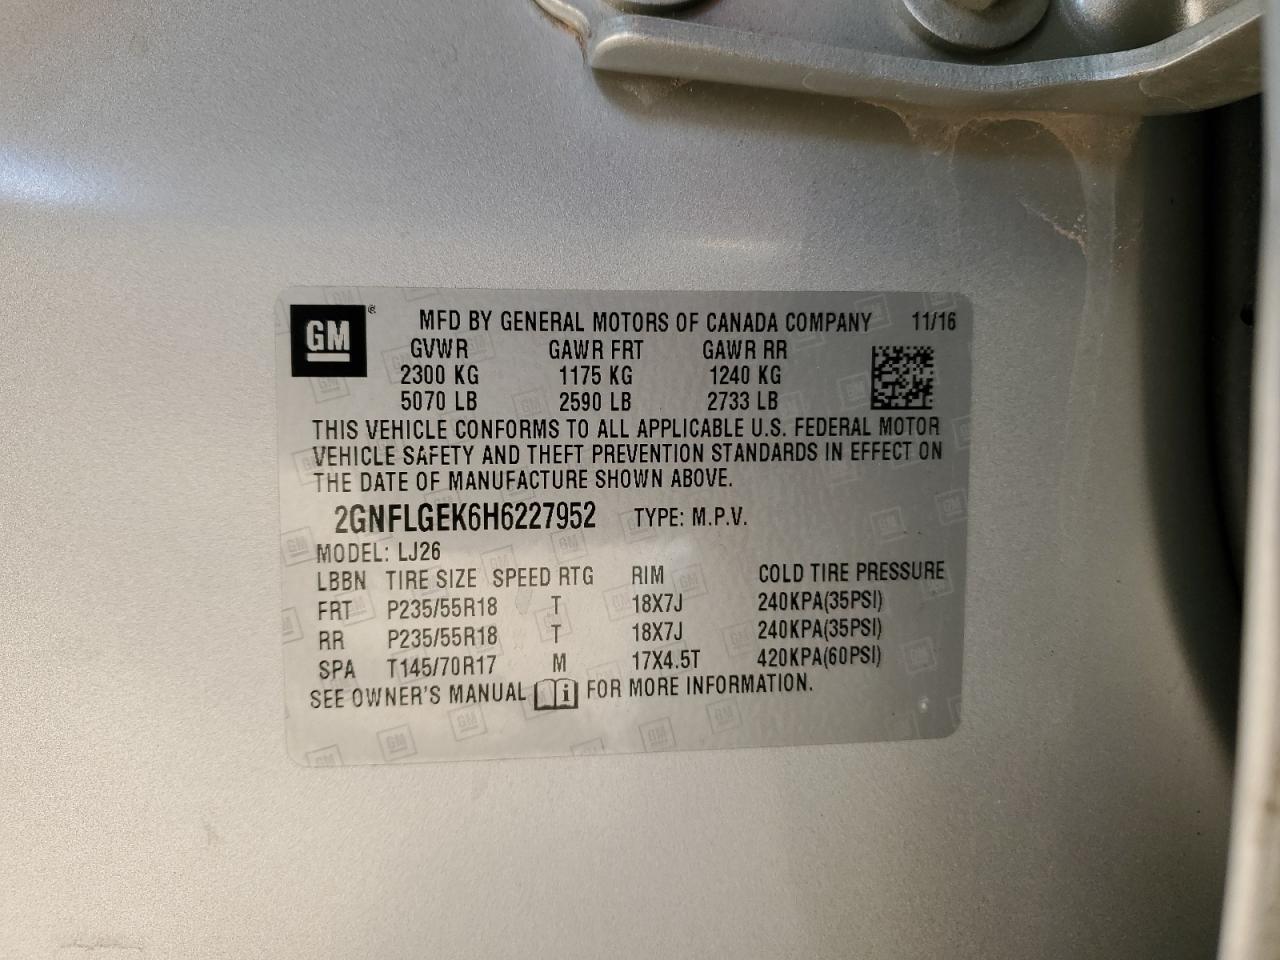 GM®
MFD BY GENERAL MOTORS OF CANADA COMPANY 11/16
GVWR GAWR FRT GAWR RR
2300 KG 1175 KG 1240 KG
5070 LB 2590 LB 2733 LB
THIS VEHICLE CONFORMS TO ALL APPLICABLE U.S. FEDERAL MOTOR
VEHICLE SAFETY AND THEFT PREVENTION STANDARDS IN EFFECT ON
THE DATE OF MANUFACTURE SHOWN ABOVE.
2GNFLGEK6H6227952 TYPE: M.P.V.
MODEL: LJ26
LBBN TIRE SIZE SPEED RTG RIM COLD TIRE PRESSURE
FRT P235/55R18 T 18X7J 240KPA(35PSI)
RR P235/55R18 T 18X7J 240KPA(35PSI)
SPA T145/70R17 M 17X4.5T 420KPA(60PSI)
SEE OWNER'S MANUAL i FOR MORE INFORMATION.